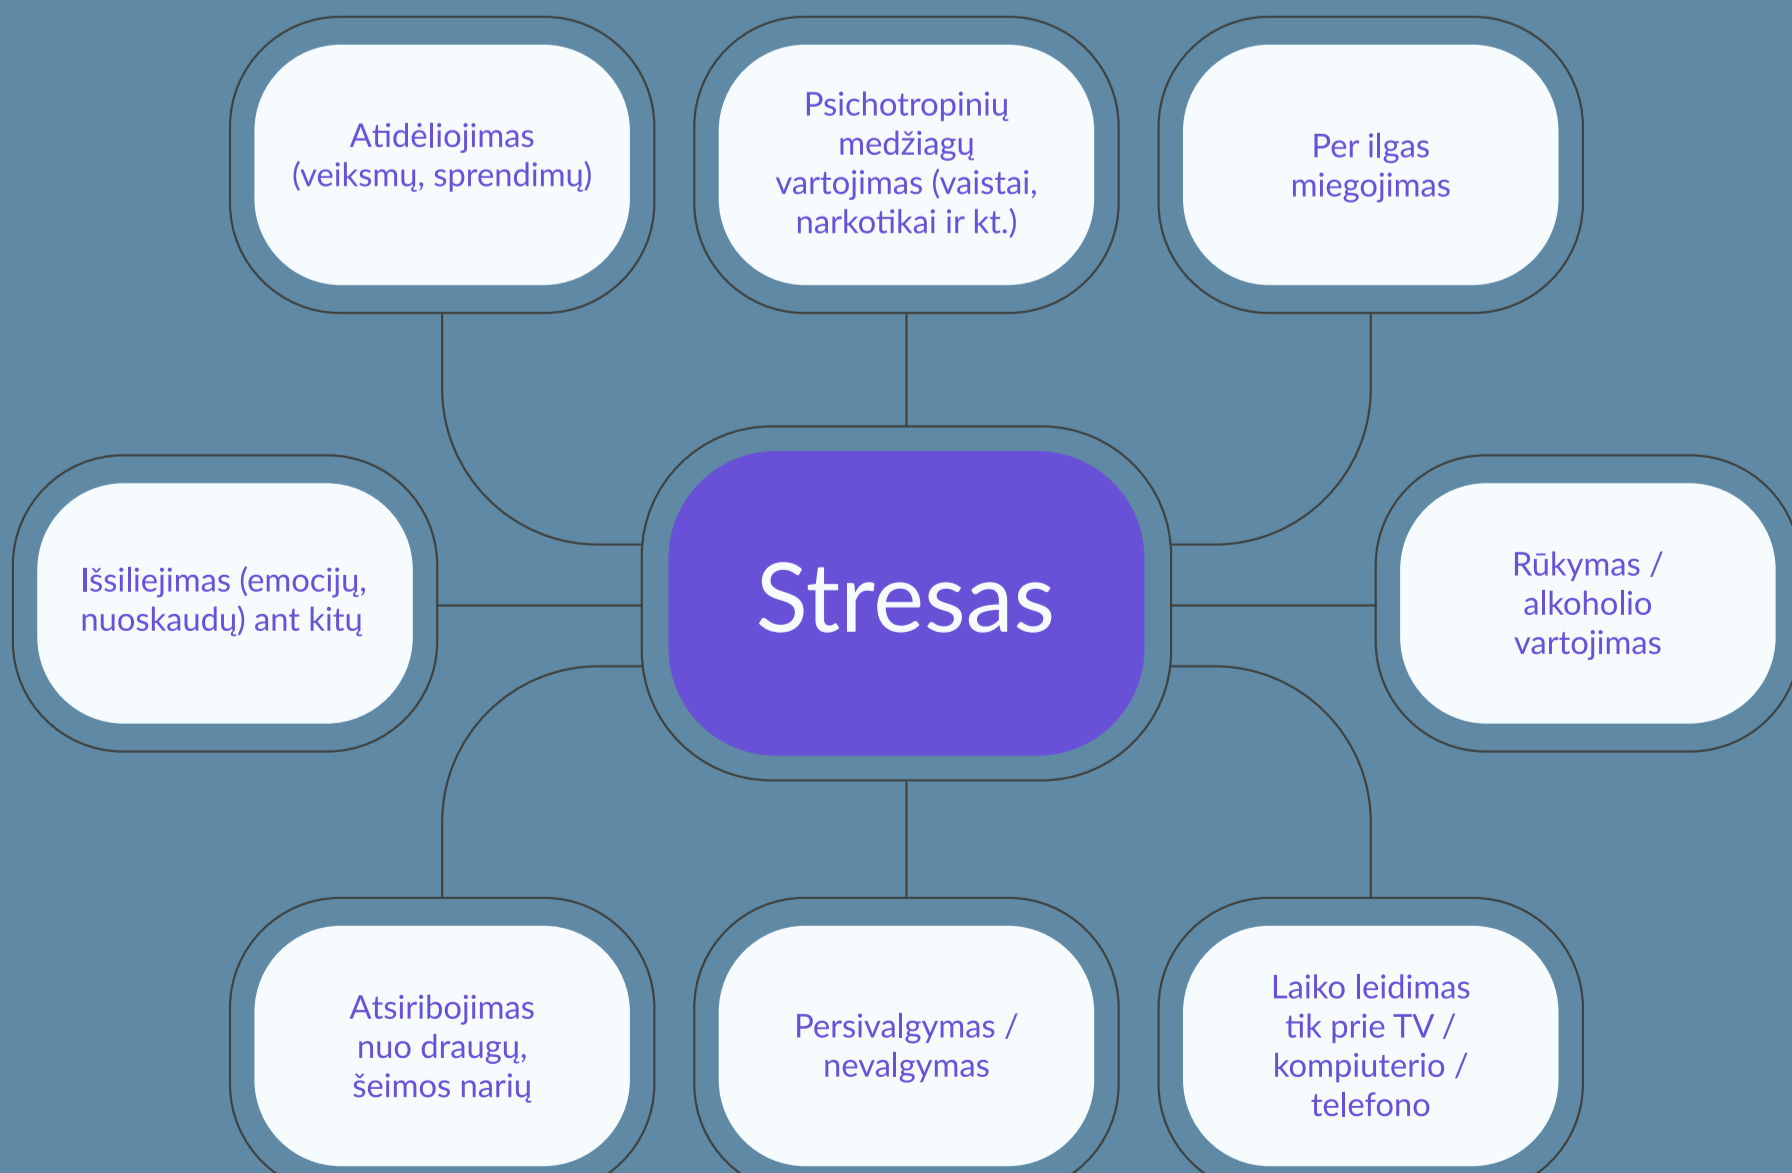 Atidėliojimas
(veiksmų, sprendimų)
Psichotropinių
medžiagų
vartojimas (vaistai,
narkotikai ir kt.)
Per ilgas
miegojimas
Išsiliejimas (emocijų,
nuoskaudų) ant kitų
Stresas
Rūkymas /
alkoholio
vartojimas
Atsiribojimas
nuo draugų,
šeimos narių
Persivalgymas /
nevalgymas
Laiko leidimas
tik prie TV /
kompiuterio /
telefono